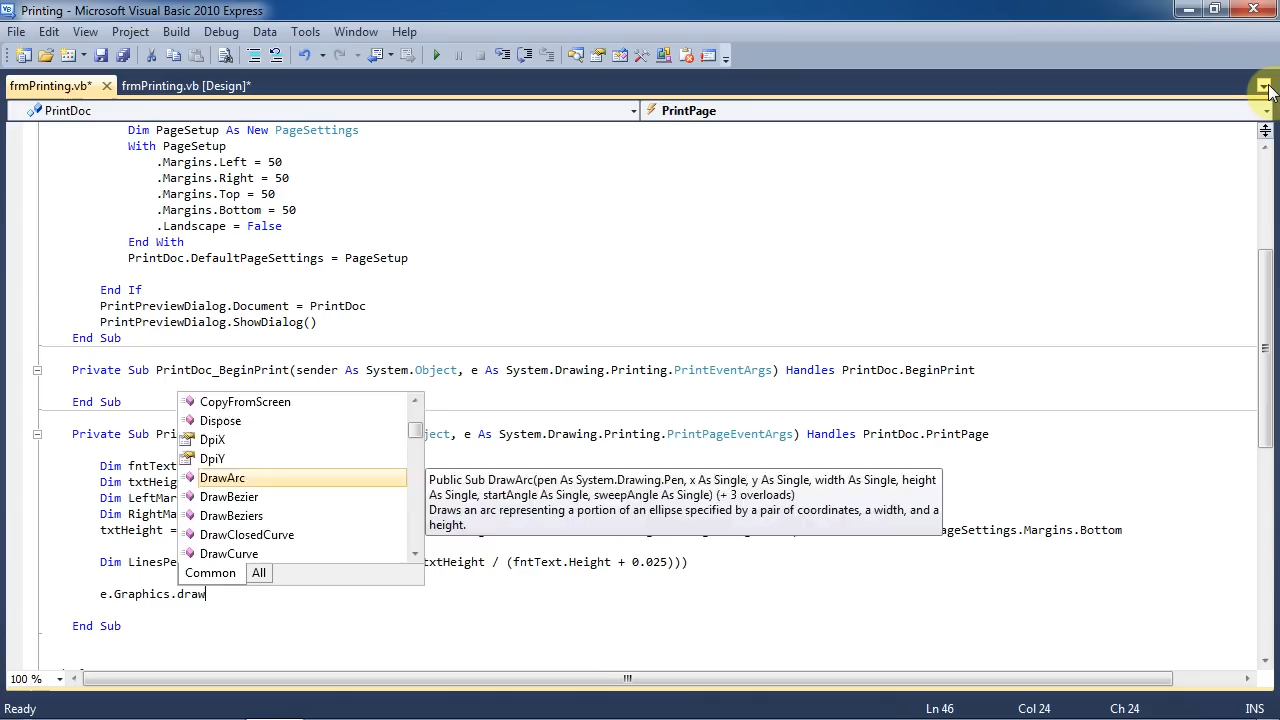 Printing - Microsoft Visual Basic 2010 Express
File Edit View Project Build Debug Data Tools Window Help
frmPrinting.vb* frmPrinting.vb [Design]*
PrintDoc PrintPage
Dim PageSetup As New PageSettings
With PageSetup
.Margins.Left = 50
.Margins.Right = 50
.Margins.Top = 50
.Margins.Bottom = 50
.Landscape = False
End With
PrintDoc.DefaultPageSettings = PageSetup
End If
PrintPreviewDialog.Document = PrintDoc
PrintPreviewDialog.ShowDialog()
End Sub
Private Sub PrintDoc_BeginPrint(sender As System.Object, e As System.Drawing.Printing.PrintEventArgs) Handles PrintDoc.BeginPrint
End Sub
Private Sub Pri ject, e As System.Drawing.Printing.PrintPageEventArgs) Handles PrintDoc.PrintPage
Dim fntText
Dim txtHeig
Dim LeftMar
Dim RightMa
txtHeight = ageSettings.Margins.Bottom
Dim LinesPe txtHeight / (fntText.Height + 0.025)))
e.Graphics.draw
End Sub
CopyFromScreen
Dispose
DpiX
DpiY
DrawArc
DrawBezier
DrawBeziers
DrawClosedCurve
DrawCurve
Common All
Public Sub DrawArc(pen As System.Drawing.Pen, x As Single, y As Single, width As Single, height
As Single, startAngle As Single, sweepAngle As Single) (+ 3 overloads)
Draws an arc representing a portion of an ellipse specified by a pair of coordinates, a width, and a
height.
100 %
Ready Ln 46 Col 24 Ch 24 INS